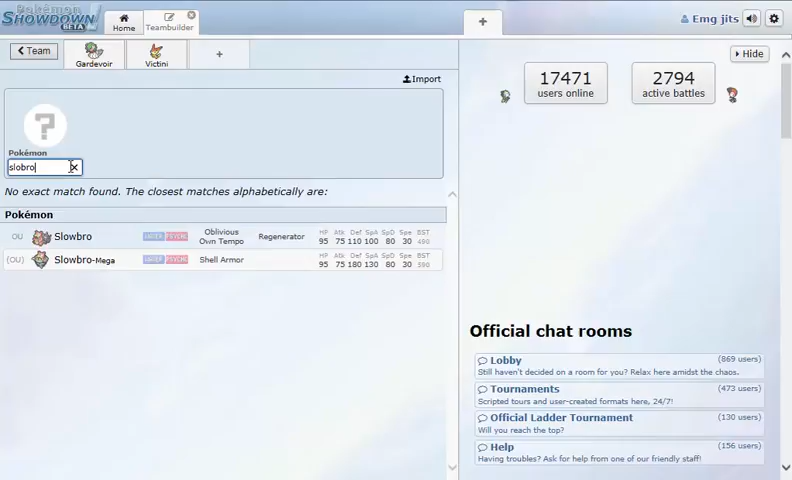 Pokémon
SHOWDOWN
BETA
Home
Teambuilder
+
Emg jits
Team
Gardevoir
Victini
+
Hide
Import
17471
users online
2794
active battles
?
Pokémon
slobro
No exact match found. The closest matches alphabetically are:
Pokémon
OU Slowbro WATER PSYCHC Oblivious Own Tempo Regenerator HP 95 Atk 75 Def 110 SpA 100 SpD 80 Spe 30 BST 490
(OU) Slowbro-Mega WATER PSYCHC Shell Armor HP 95 Atk 75 Def 180 SpA 130 SpD 80 Spe 30 BST 590
Official chat rooms
Lobby (869 users)
Still haven't decided on a room for you? Relax here amidst the chaos.
Tournaments (473 users)
Scripted tours and user-created formats here, 24/7!
Official Ladder Tournament (130 users)
Will you reach the top?
Help (156 users)
Having troubles? Ask for help from one of our friendly staff!